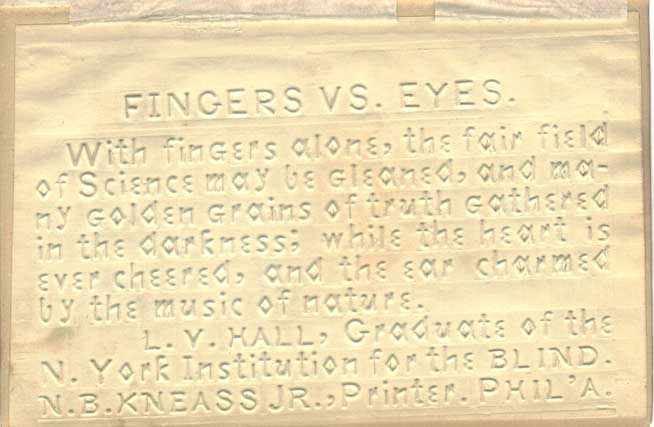 FINGERS VS. EYES.
With fingers alone, the fair field
of Science may be gleaned, and ma-
ny golden grains of truth gathered
in the darkness; while the heart is
ever cheered, and the ear charmed
by the music of nature.
L. V. HALL, Graduate of the
N. York Institution for the BLIND.
N.B. KNEASS JR., Printer. PHIL'A.